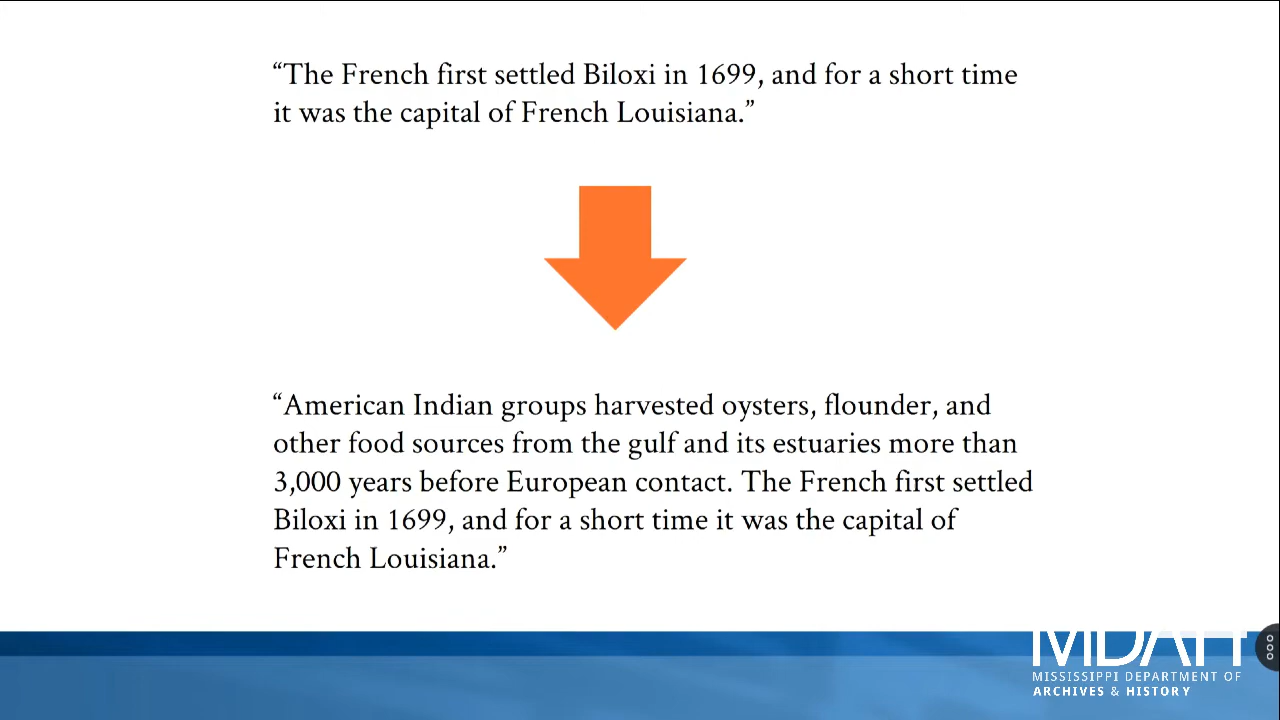 “The French first settled Biloxi in 1699, and for a short time
it was the capital of French Louisiana.”
“American Indian groups harvested oysters, flounder, and
other food sources from the gulf and its estuaries more than
3,000 years before European contact. The French first settled
Biloxi in 1699, and for a short time it was the capital of
French Louisiana.”
MDAH
MISSISSIPPI DEPARTMENT OF
ARCHIVES & HISTORY